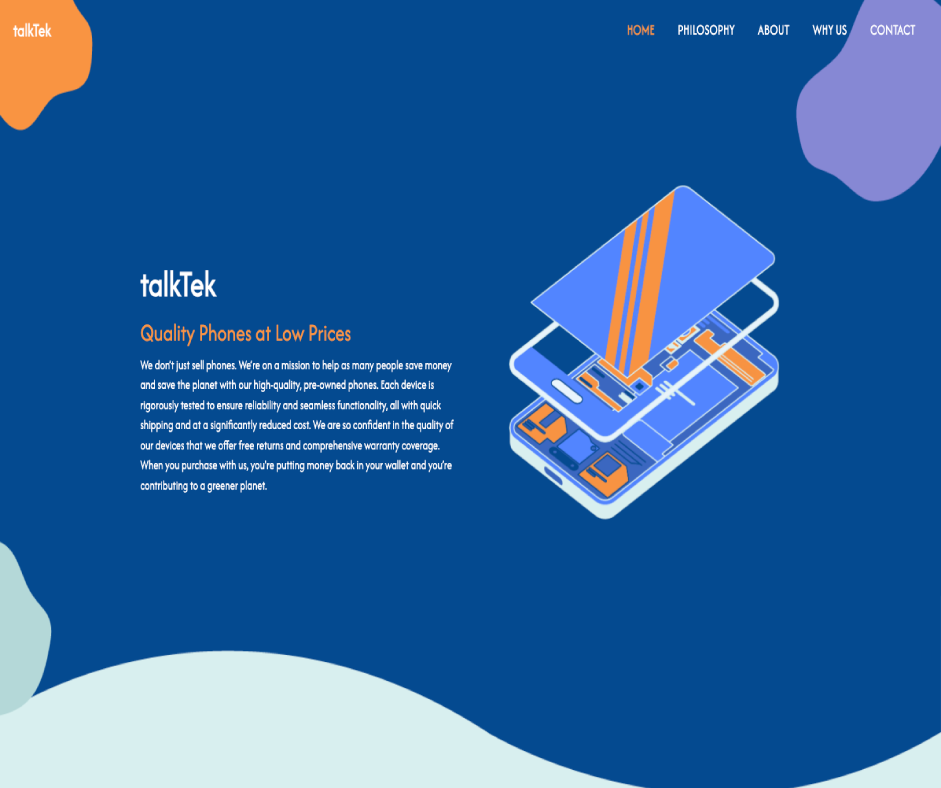 talkTek
HOME PHILOSOPHY ABOUT WHY US CONTACT
talkTek
Quality Phones at Low Prices
We don't just sell phones. We're on a mission to help as many people save money
and save the planet with our high-quality, pre-owned phones. Each device is
rigorously tested to ensure reliability and seamless functionality, all with quick
shipping and at a significantly reduced cost. We are so confident in the quality of
our devices that we offer free returns and comprehensive warranty coverage.
When you purchase with us, you're putting money back in your wallet and you're
contributing to a greener planet.